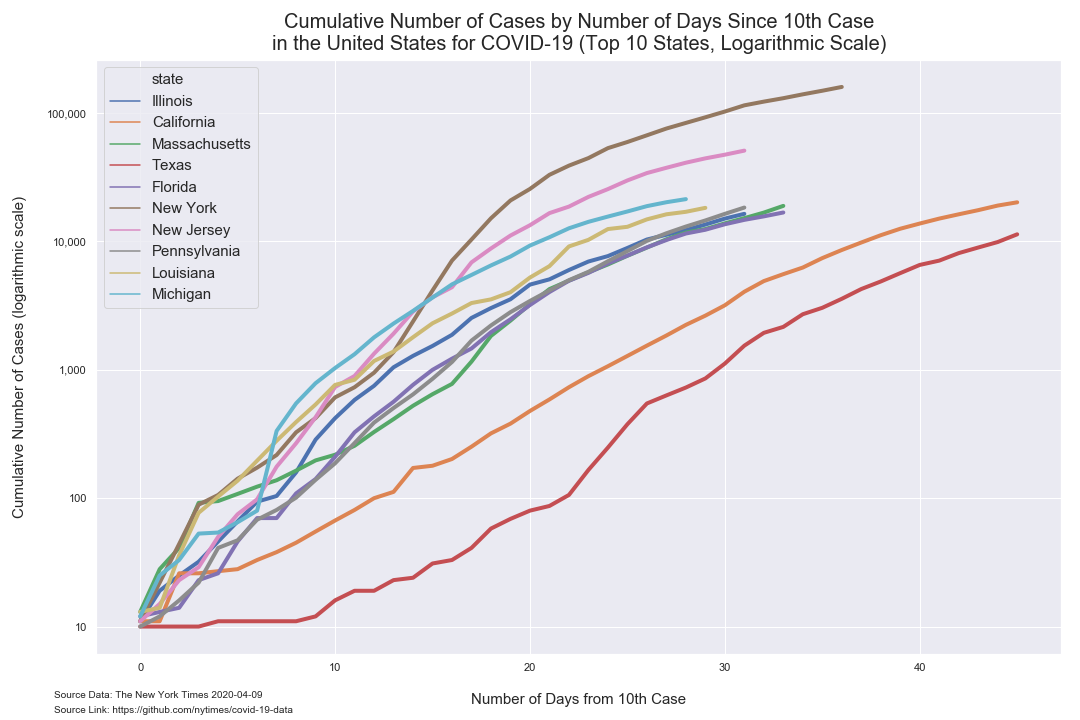 Cumulative Number of Cases by Number of Days Since 10th Case
in the United States for COVID-19 (Top 10 States, Logarithmic Scale)
state
Illinois
California
Massachusetts
Texas
Florida
New York
New Jersey
Pennsylvania
Louisiana
Michigan
Cumulative Number of Cases (logarithmic scale)
100,000
10,000
1,000
100
10
0 10 20 30 40
Number of Days from 10th Case
Source Data: The New York Times 2020-04-09
Source Link: https://github.com/nytimes/covid-19-data